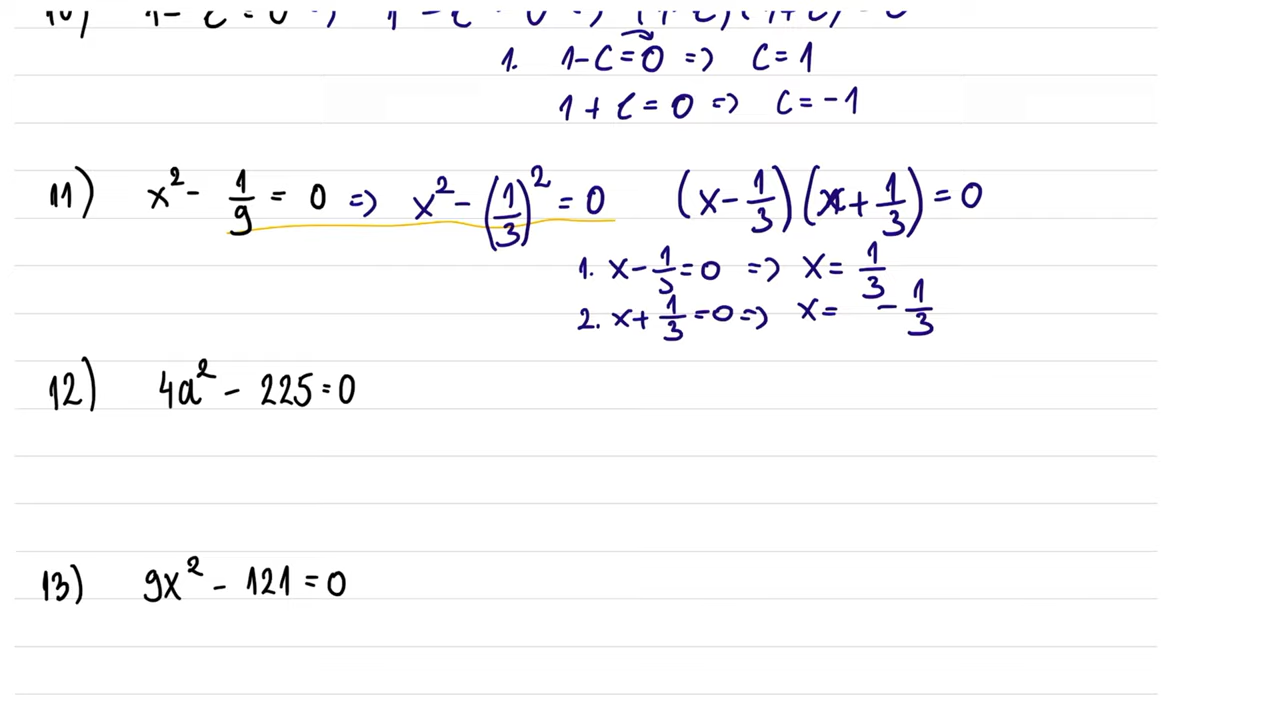 1. 1-C=0 => C=1
1+C=0 => C=-1
11) x² - 1/9 = 0 => x² - (1/3)² = 0 (x - 1/3)(x + 1/3) = 0
1. x - 1/3 = 0 => x = 1/3
2. x + 1/3 = 0 => x = - 1/3
12) 4a² - 225 = 0
13) 9x² - 121 = 0